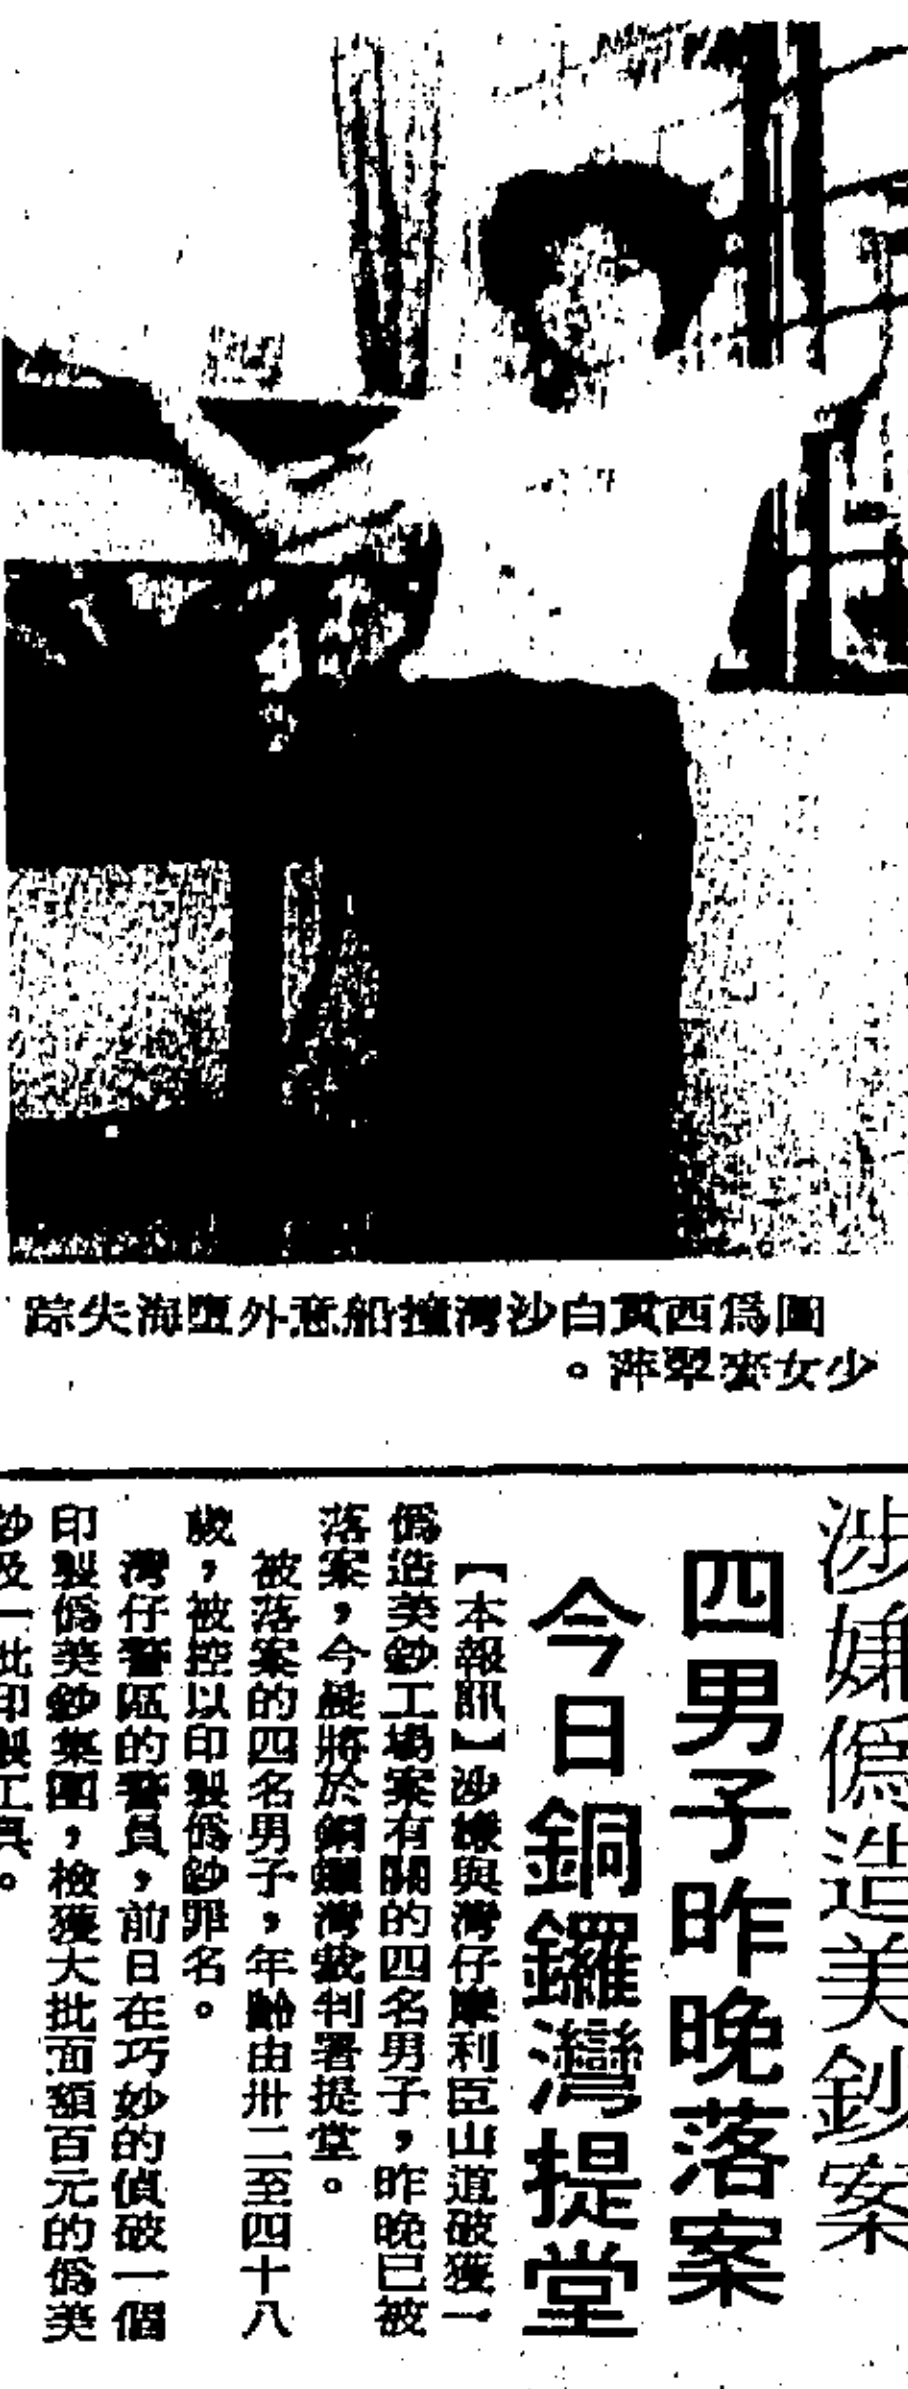 圖爲西貢白沙灣撞船意外墮海失踪
少女麥翠萍。
涉嫌偽造美鈔案
四男子昨晚落案
今日銅鑼灣提堂
【本報訊】涉嫌與灣仔摩利臣山道破獲一
偽造美鈔工場案有關的四名男子，昨晚已被
落案，今晨將於銅鑼灣裁判署提堂。
被落案的四名男子，年齡由卅二至四十八
歲，被控以印製偽鈔罪名。
灣仔警區的警員，前日在巧妙的偵破一個
印製偽美鈔集團，檢獲大批面額百元的偽美
鈔及一批印製工具。